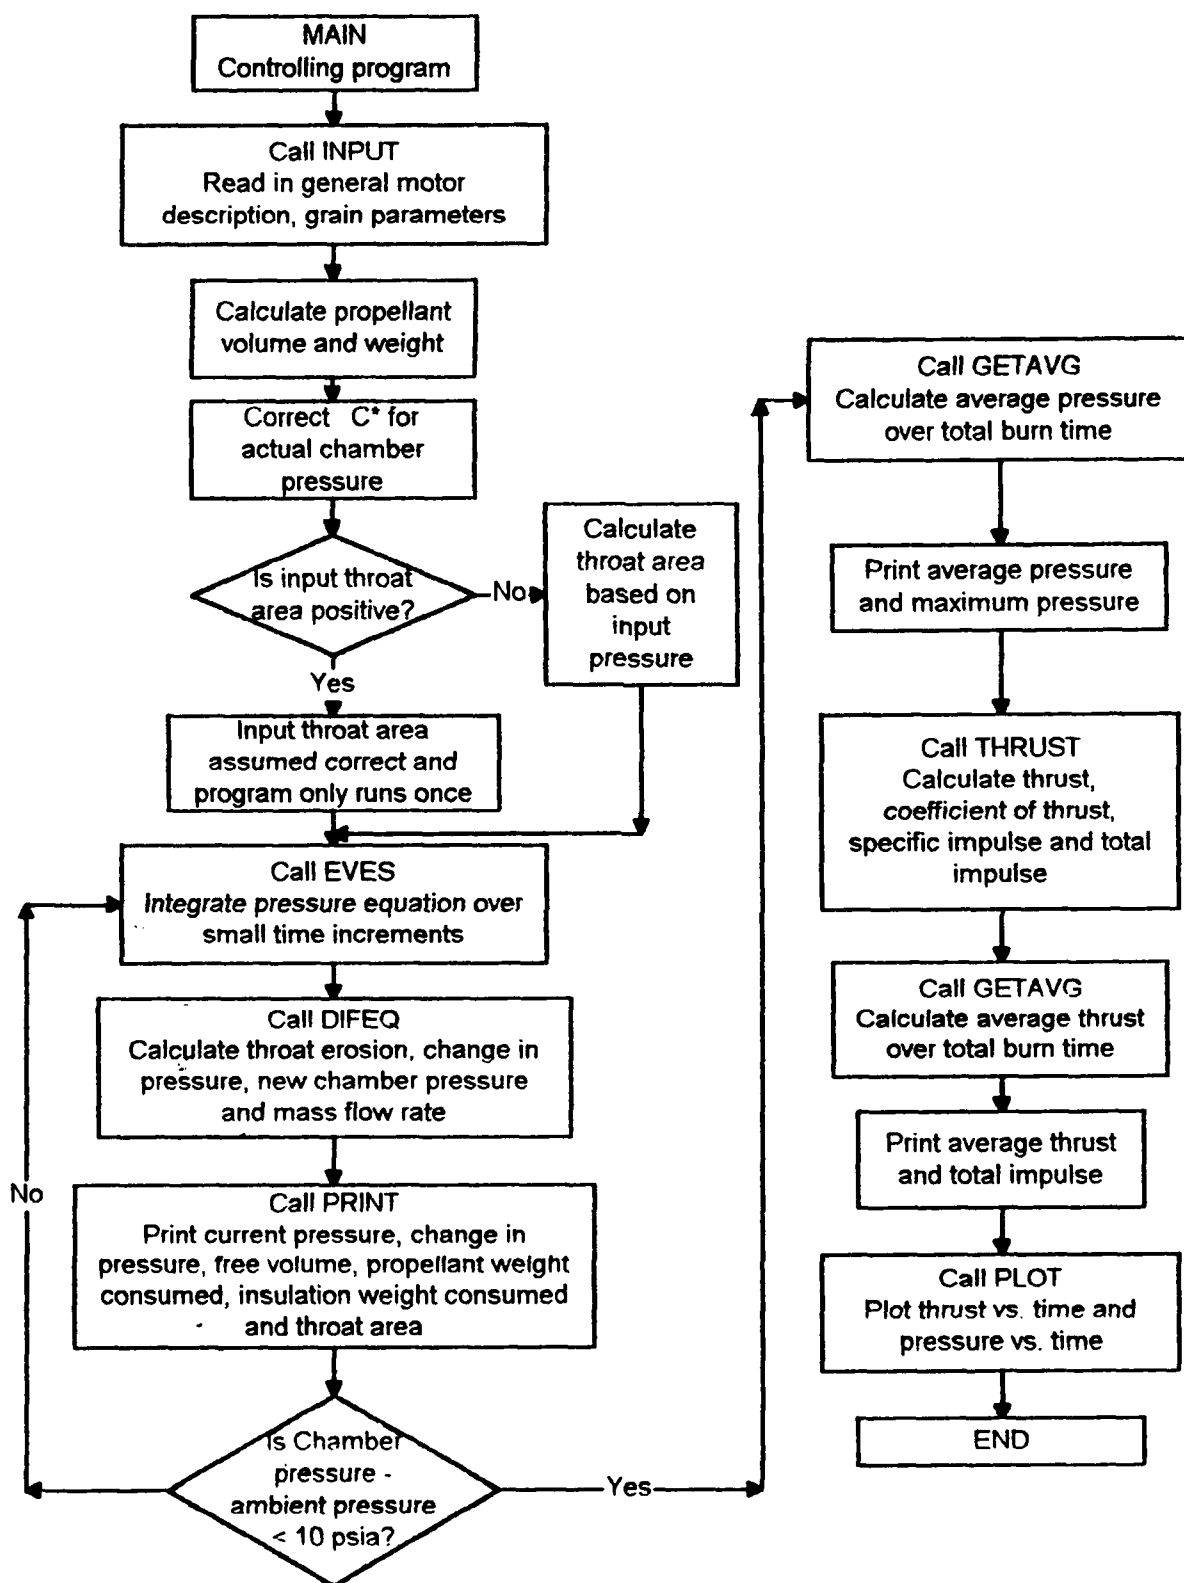 MAIN
Controlling program
Call INPUT
Read in general motor
description, grain parameters
Calculate propellant
volume and weight
Correct C* for
actual chamber
pressure
Is input throat
area positive?
No
Calculate
throat area
based on
input
pressure
Yes
Input throat area
assumed correct and
program only runs once
Call EVES
Integrate pressure equation over
small time increments
Call DIFEQ
Calculate throat erosion, change in
pressure, new chamber pressure
and mass flow rate
Call PRINT
Print current pressure, change in
pressure, free volume, propellant weight
consumed, insulation weight consumed
and throat area
Is Chamber
pressure -
ambient pressure
< 10 psia?
No
Yes
Call GETAVG
Calculate average pressure
over total burn time
Print average pressure
and maximum pressure
Call THRUST
Calculate thrust,
coefficient of thrust,
specific impulse and total
impulse
Call GETAVG
Calculate average thrust
over total burn time
Print average thrust
and total impulse
Call PLOT
Plot thrust vs. time and
pressure vs. time
END